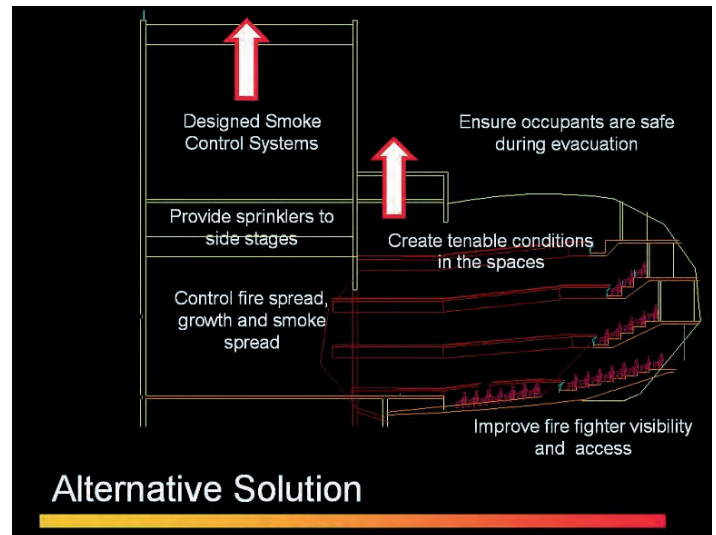 Designed Smoke
Control Systems
Ensure occupants are safe
during evacuation
Provide sprinklers to
side stages
Create tenable conditions
in the spaces
Control fire spread,
growth and smoke
spread
Improve fire fighter visibility
and access
Alternative Solution